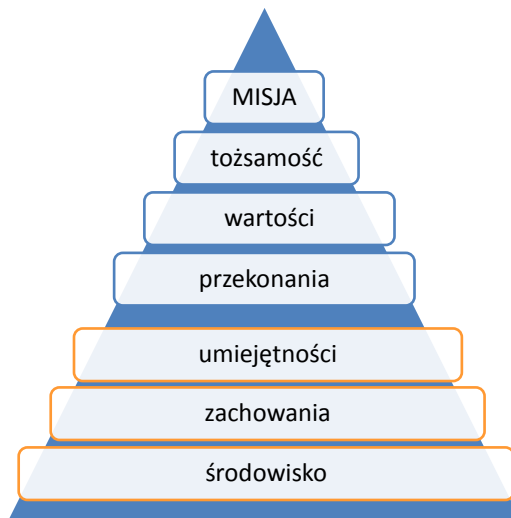 MISJA
tożsamość
wartości
przekonania
umiejętności
zachowania
środowisko